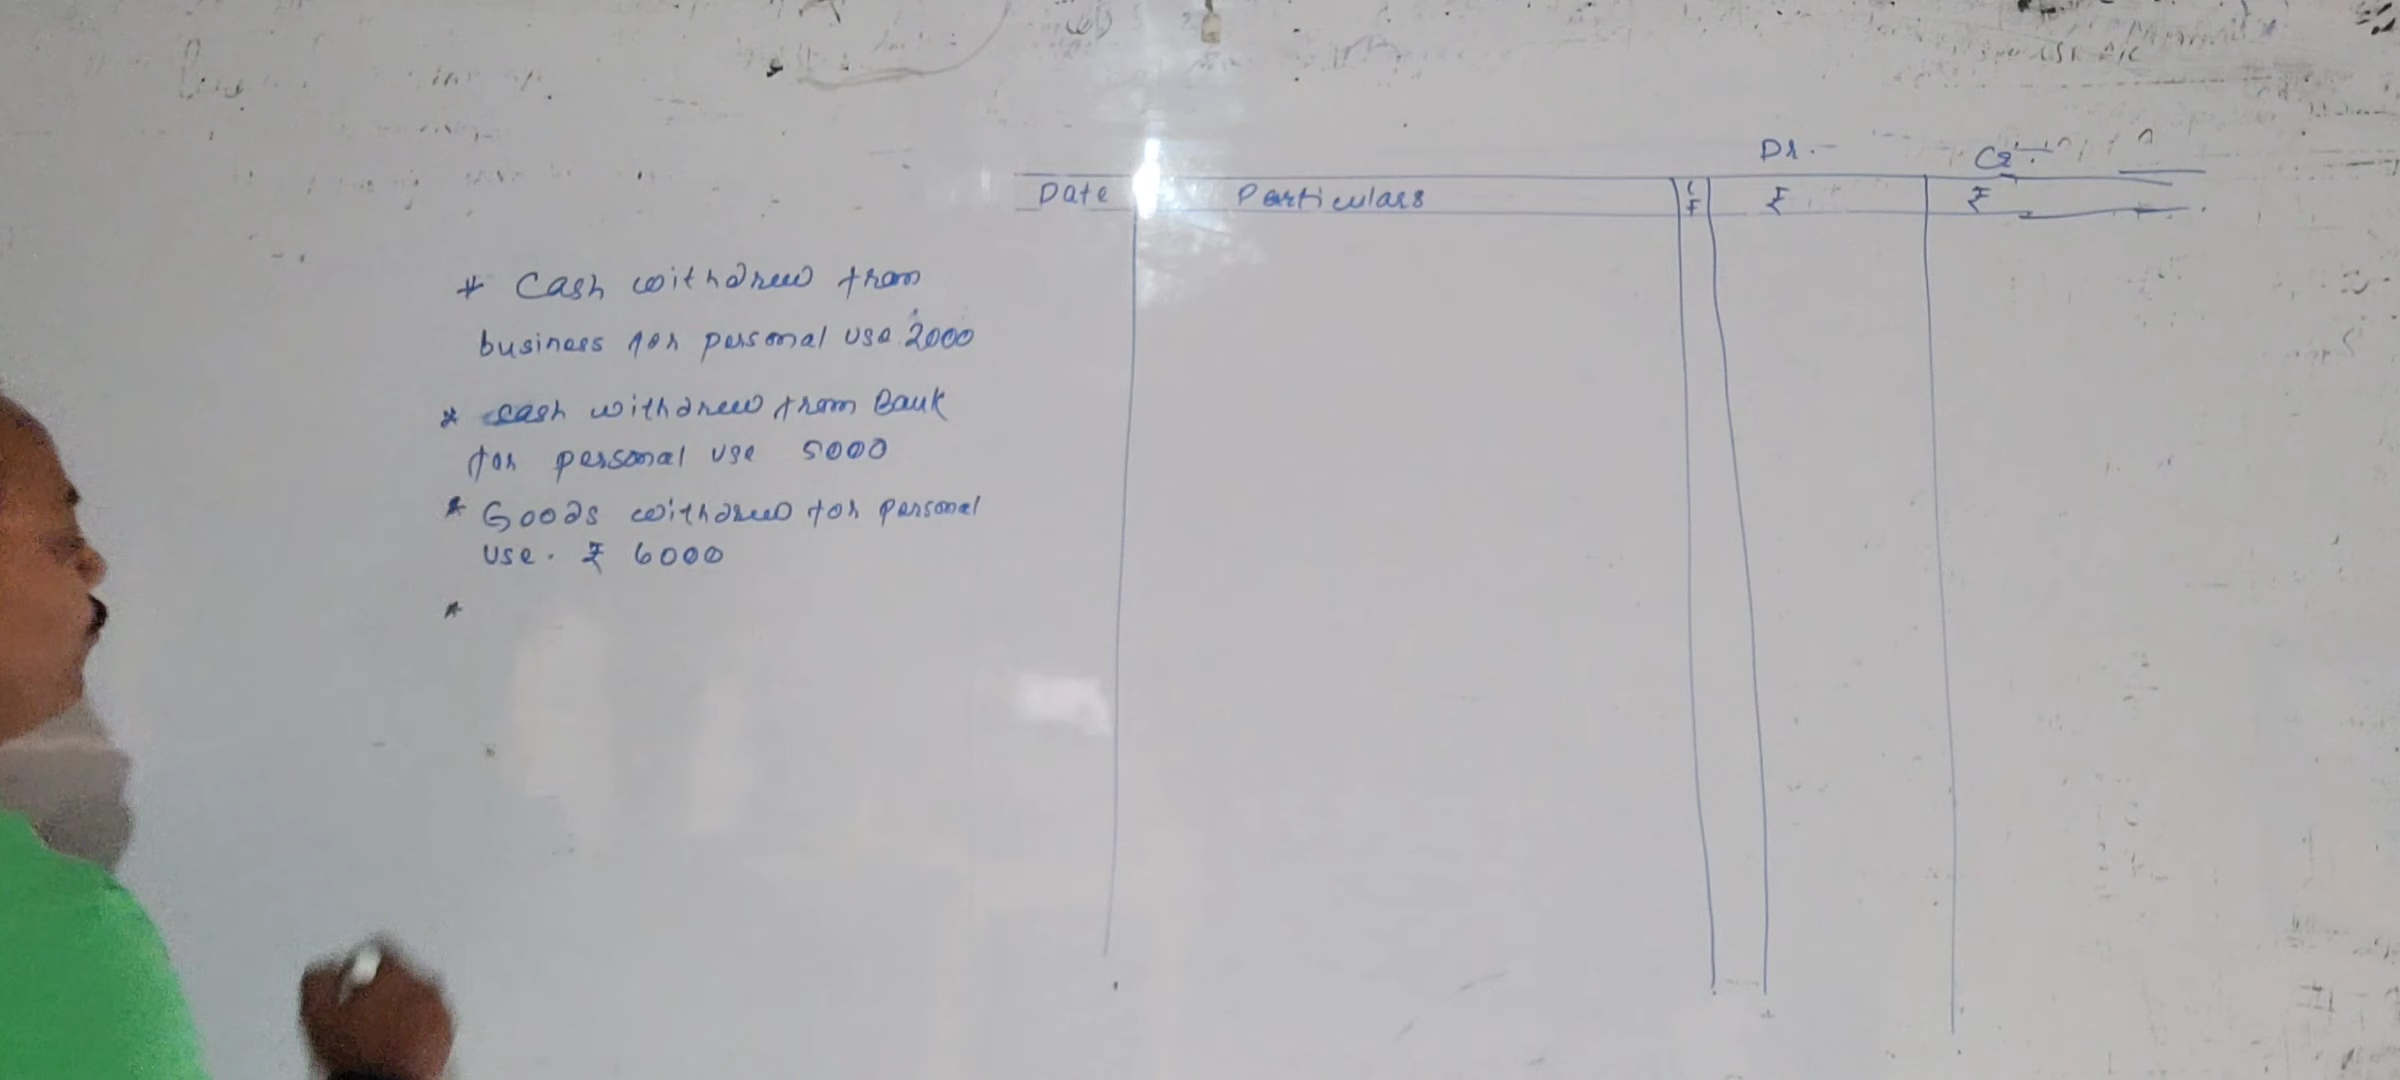 Dr.
Cr.
Date Particulars LF ₹ ₹
* Cash withdrew from
business for personal use 2000
* cash withdrew from Bank
for personal use 5000
* Goods withdrew for personal
use. ₹ 6000
*